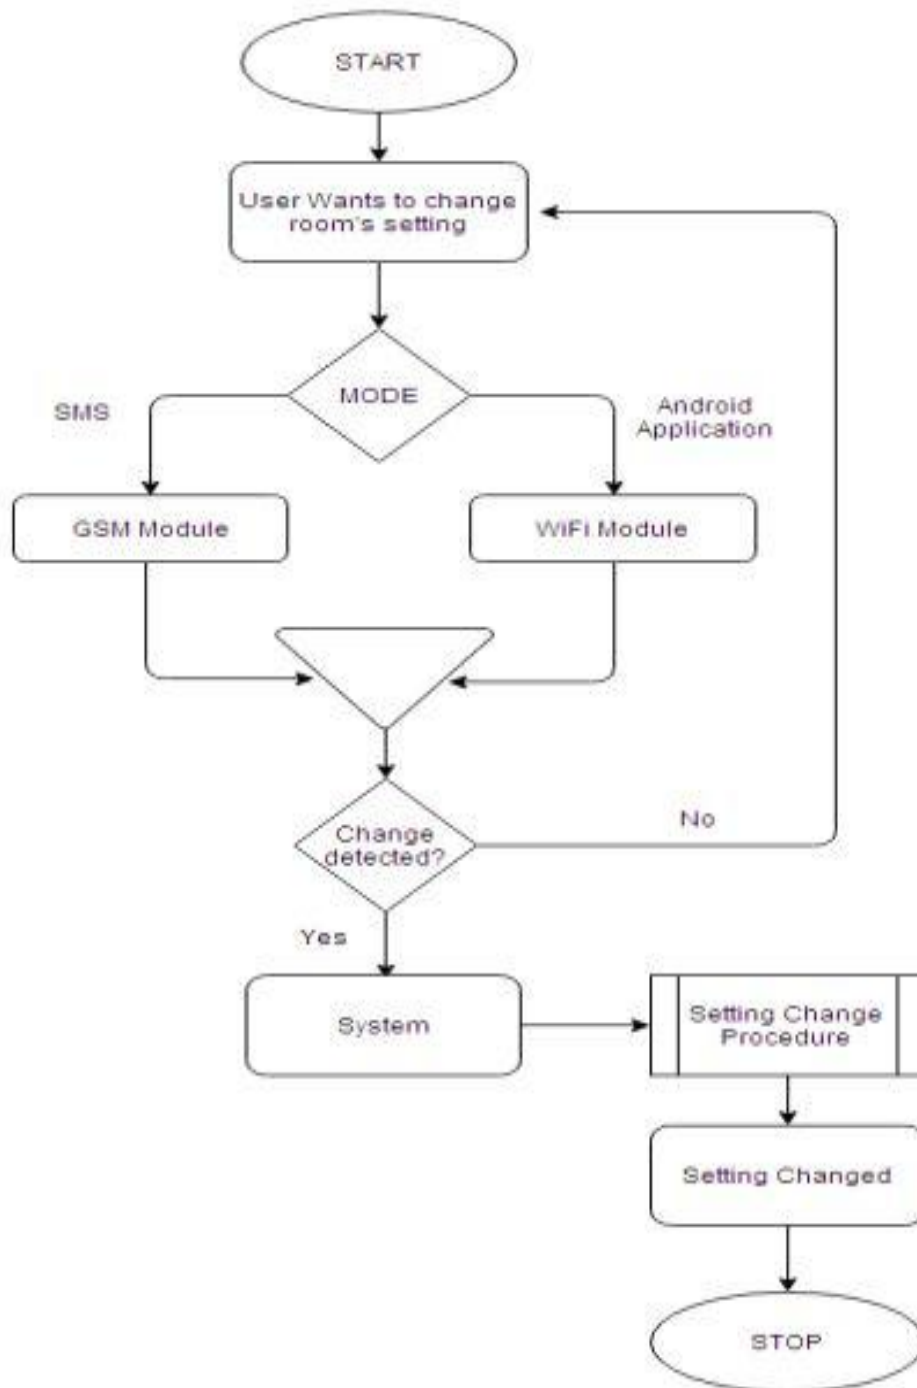 START
User Wants to change
room's setting
MODE
SMS
Android
Application
GSM Module
WiFi Module
Change
detected?
No
Yes
System
Setting Change
Procedure
Setting Changed
STOP